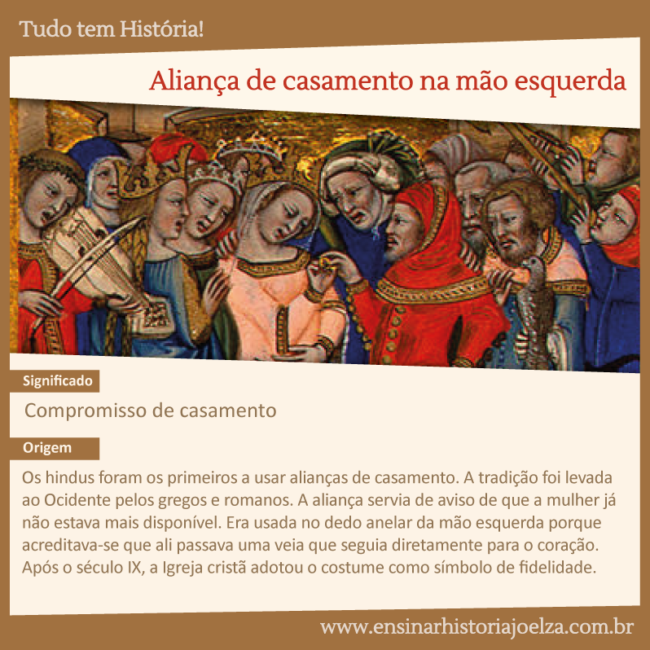 Tudo tem História!
Aliança de casamento na mão esquerda
Significado
Compromisso de casamento
Origem
Os hindus foram os primeiros a usar alianças de casamento. A tradição foi levada
ao Ocidente pelos gregos e romanos. A aliança servia de aviso de que a mulher já
não estava mais disponível. Era usada no dedo anelar da mão esquerda porque
acreditava-se que ali passava uma veia que seguia diretamente para o coração.
Após o século IX, a Igreja cristã adotou o costume como símbolo de fidelidade.
www.ensinarhistoriajoelza.com.br